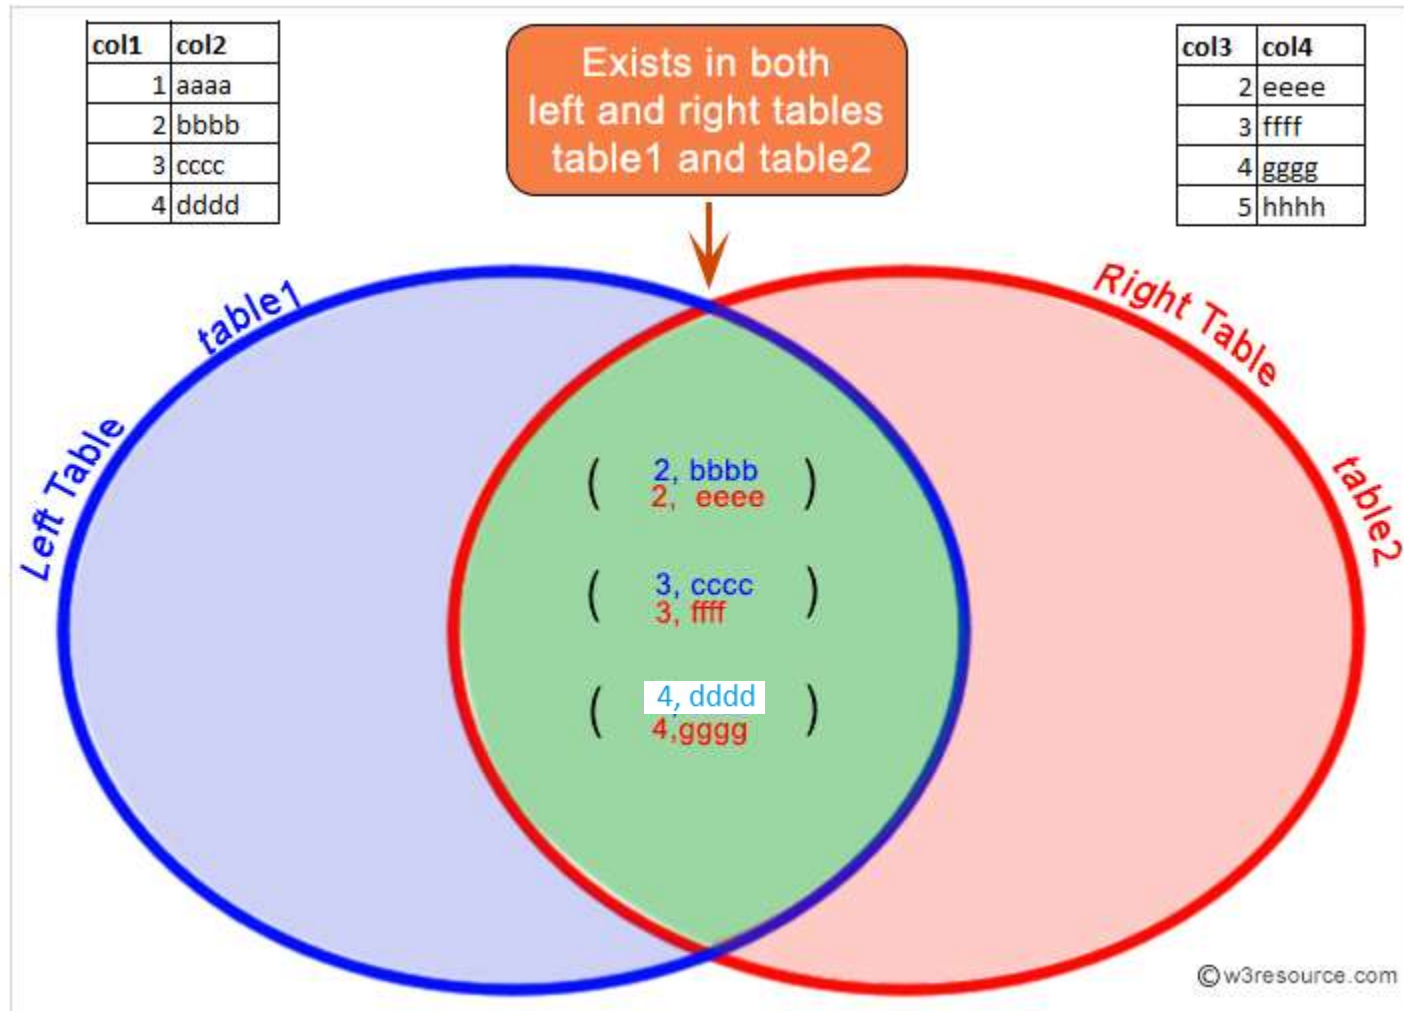 col1 col2
1 aaaa
2 bbbb
3 cccc
4 dddd
Exists in both
left and right tables
table1 and table2
col3 col4
2 eeee
3 ffff
4 gggg
5 hhhh
Left Table
table1
Right Table
table2
( 2, bbbb )
2, eeee
( 3, cccc )
3, ffff
( 4, dddd )
4,gggg
©w3resource.com